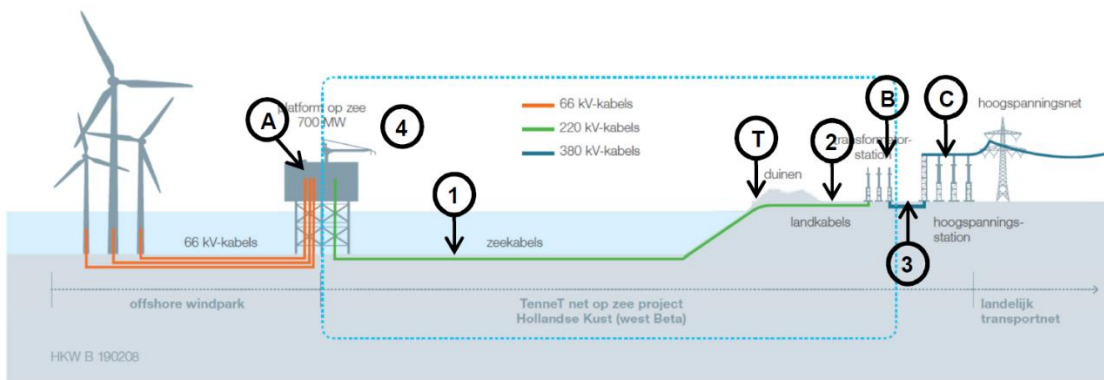 A
platform op zee
700 MW
4
66 kV-kabels
220 kV-kabels
380 kV-kabels
B
C
hoogspanningsnet
T
2
transformator-
station
duinen
1
66 kV-kabels
zeekabels
landkabels
hoogspannings-
station
3
offshore windpark
TenneT net op zee project
Hollandse Kust (west Beta)
landelijk
transportnet
HKW B 190208